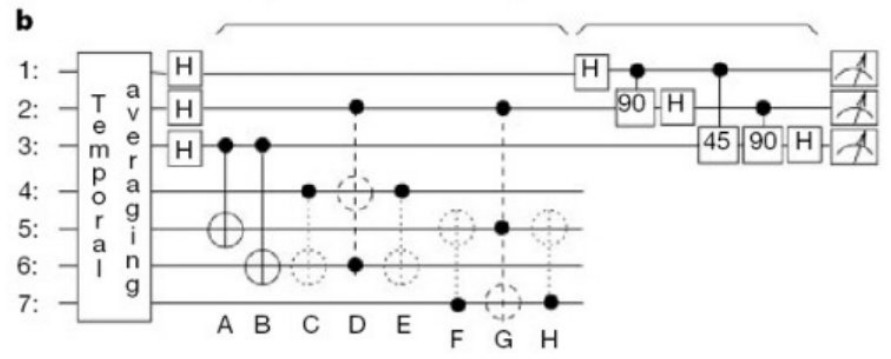 b
Temporal
averaging
1: H H
2: H 90 H
3: H 45 90 H
4:
5:
6:
7:
A B C D E F G H